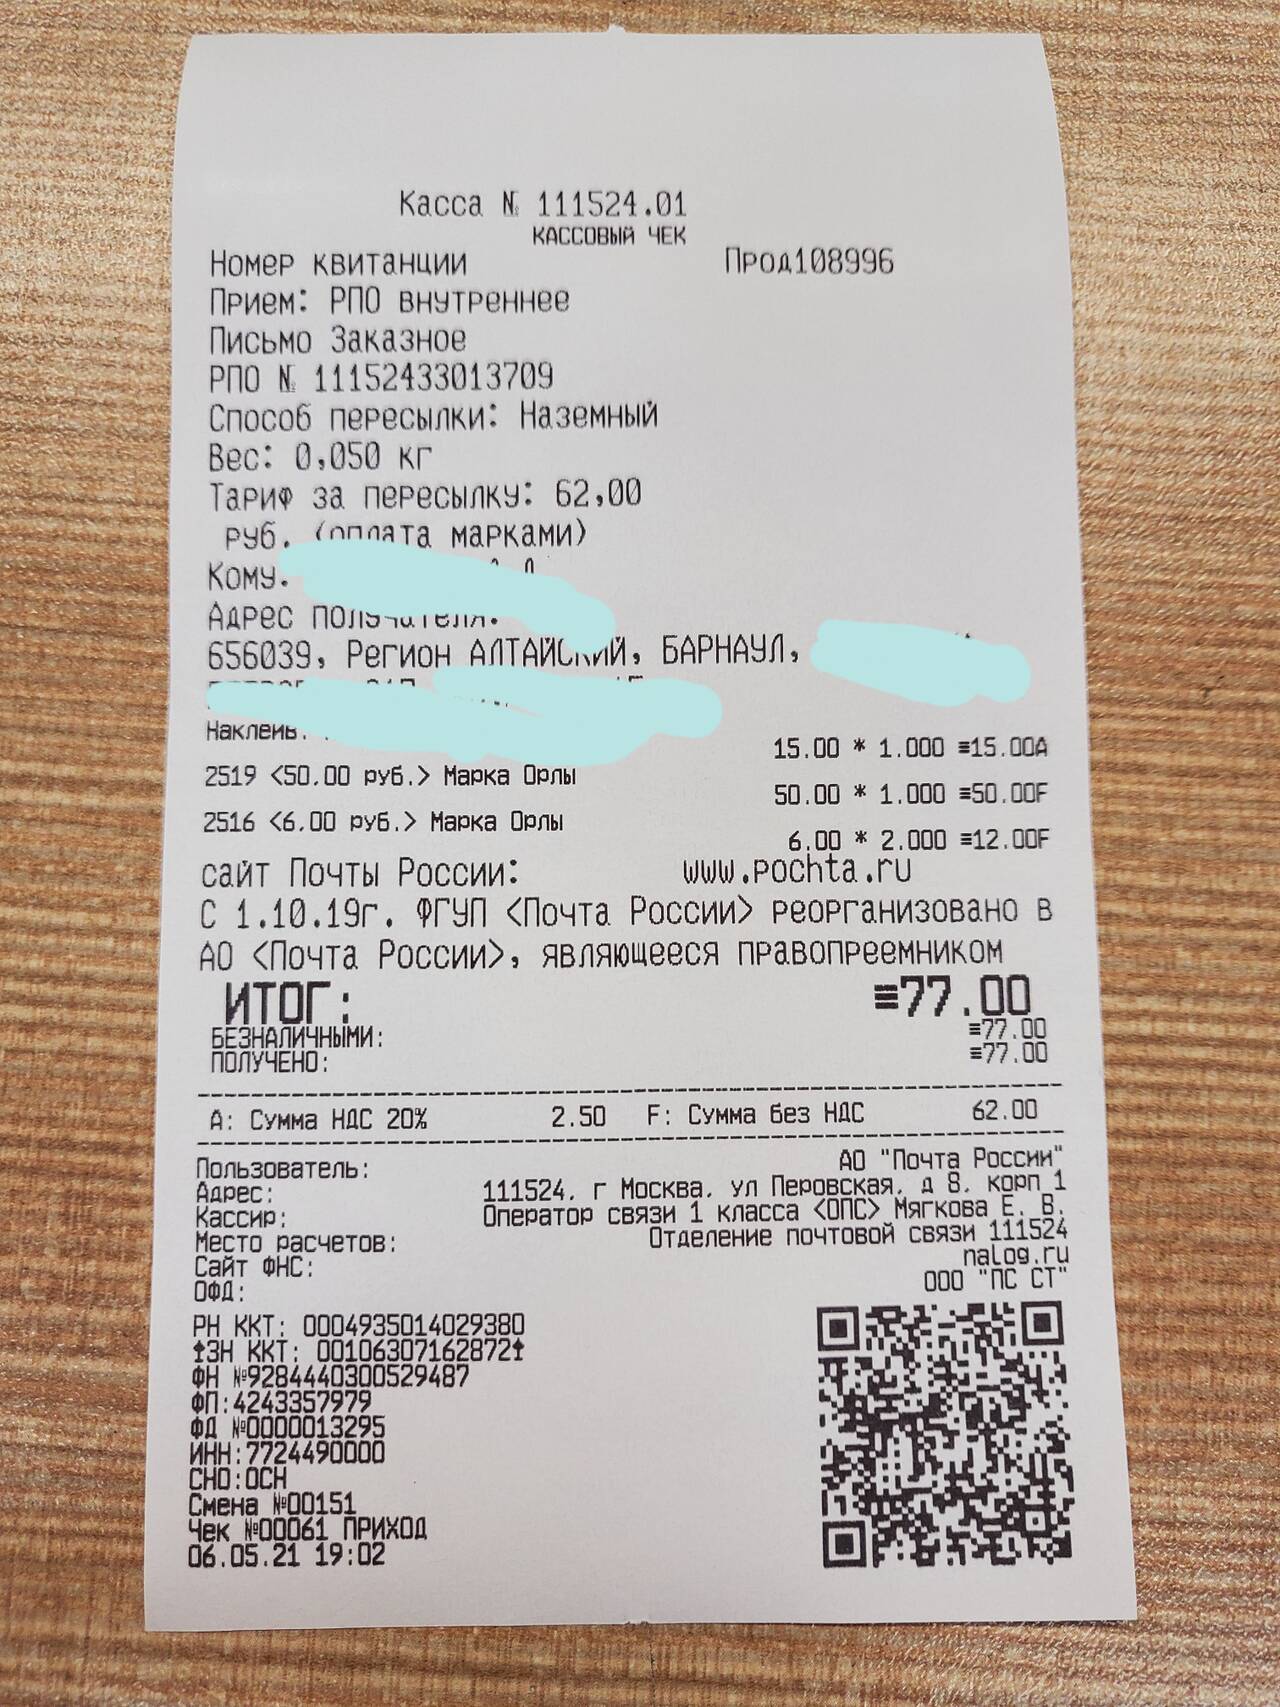 Касса № 111524.01
КАССОВЫЙ ЧЕК
Номер квитанции Прод108996
Прием: РПО внутреннее
Письмо Заказное
РПО № 11152433013709
Способ пересылки: Наземный
Вес: 0,050 кг
Тариф за пересылку: 62,00
руб. (оплата марками)
Кому:
Адрес получателя:
656039, Регион АЛТАЙСКИЙ, БАРНАУЛ,
15.00 * 1.000 ≡15.00А
2519 <50.00 руб.> Марка Орлы
50.00 * 1.000 ≡50.00F
2516 <6.00 руб.> Марка Орлы
6.00 * 2.000 ≡12.00F
сайт Почты России: www.pochta.ru
С 1.10.19г. ФГУП <Почта России> реорганизовано в
АО <Почта России>, являющееся правопреемником
ИТОГ: ≡77.00
БЕЗНАЛИЧНЫМИ: ≡77.00
ПОЛУЧЕНО: ≡77.00
А: Сумма НДС 20% 2.50 F: Сумма без НДС 62.00
Пользователь: АО "Почта России"
Адрес: 111524, г Москва, ул Перовская, д 8, корп 1
Кассир: Оператор связи 1 класса <ОПС> Мягкова Е. В.
Место расчетов: Отделение почтовой связи 111524
Сайт ФНС: nalog.ru
ОФД: ООО "ПС СТ"
РН ККТ: 0004935014029380
↑ЗН ККТ: 00106307162872↑
ФН №9284440300529487
ФП:4243357979
ФД №0000013295
ИНН:7724490000
СНО:ОСН
Смена №00151
Чек №00061 ПРИХОД
06.05.21 19:02